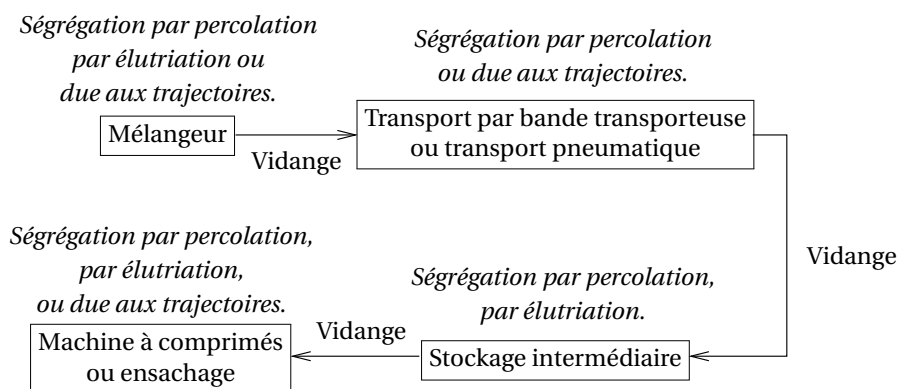 Ségrégation par percolation
par élutriation ou
due aux trajectoires.
Mélangeur
Vidange
Ségrégation par percolation
ou due aux trajectoires.
Transport par bande transporteuse
ou transport pneumatique
Vidange
Ségrégation par percolation,
par élutriation.
Stockage intermédiaire
Vidange
Ségrégation par percolation,
par élutriation,
ou due aux trajectoires.
Machine à comprimés
ou ensachage